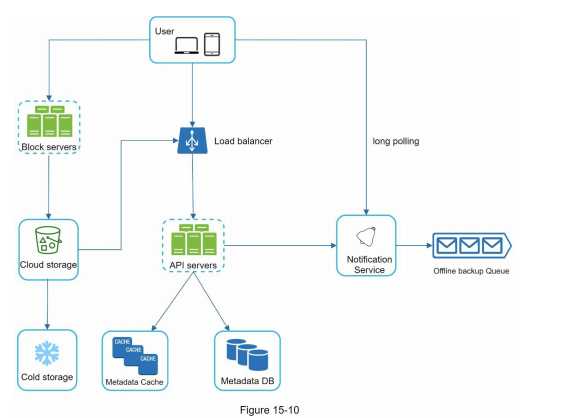 User
Block servers
Load balancer
long polling
Cloud storage
API servers
Notification
Service
Offline backup Queue
Cold storage
CACHE
CACHE
CACHE
Metadata Cache
Metadata DB
Figure 15-10